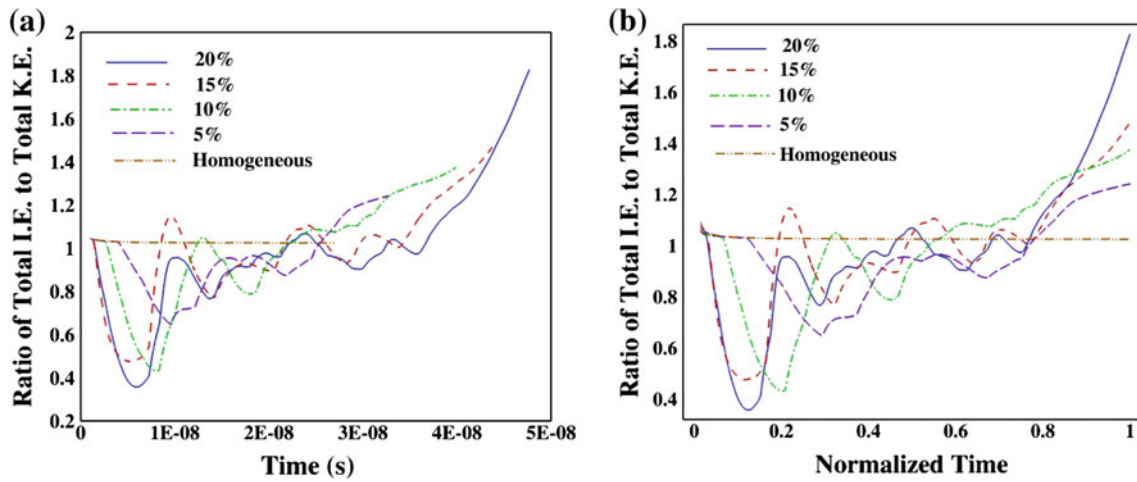 (a)
Ratio of Total I.E. to Total K.E.
2
1.8
1.6
1.4
1.2
1
0.8
0.6
0.4
0.2
20%
15%
10%
5%
Homogeneous
0 1E-08 2E-08 3E-08 4E-08 5E-08
Time (s)
(b)
Ratio of Total I.E. to Total K.E.
1.8
1.6
1.4
1.2
1
0.8
0.6
0.4
20%
15%
10%
5%
Homogeneous
0 0.2 0.4 0.6 0.8 1
Normalized Time